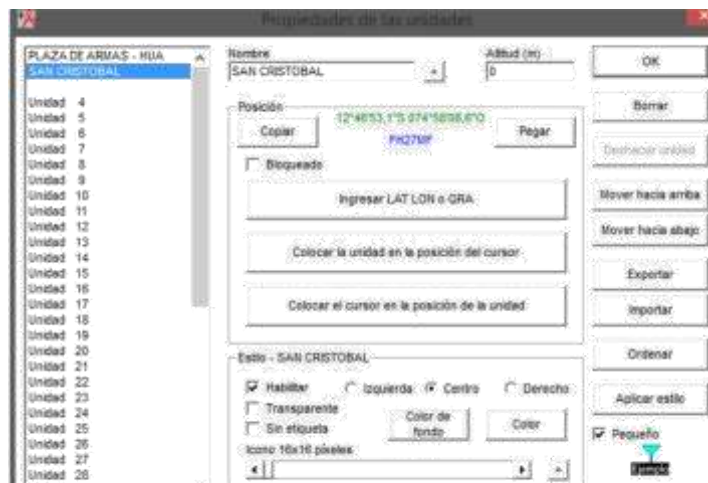 Propiedades de las unidades
PLAZA DE ARMAS - HUA
SAN CRISTOBAL
Unidad 4
Unidad 5
Unidad 6
Unidad 7
Unidad 8
Unidad 9
Unidad 10
Unidad 11
Unidad 12
Unidad 13
Unidad 14
Unidad 15
Unidad 16
Unidad 17
Unidad 18
Unidad 19
Unidad 20
Unidad 21
Unidad 22
Unidad 23
Unidad 24
Unidad 25
Unidad 26
Unidad 27
Unidad 28
Nombre
SAN CRISTOBAL
Altitud (m)
0
Posición
Copiar
Pegar
Bloqueado
Ingresar LAT LON o GRA
Colocar la unidad en la posición del cursor
Colocar el cursor en la posición de la unidad
Estilo - SAN CRISTOBAL
Habilitar
Izquierda
Centro
Derecho
Transparente
Sin etiqueta
Color de
fondo
Color
Icono 16x16 píxeles
OK
Borrar
Deshacer unidad
Mover hacia arriba
Mover hacia abajo
Exportar
Importar
Ordenar
Aplicar estilo
Pequeño
Ejemplo